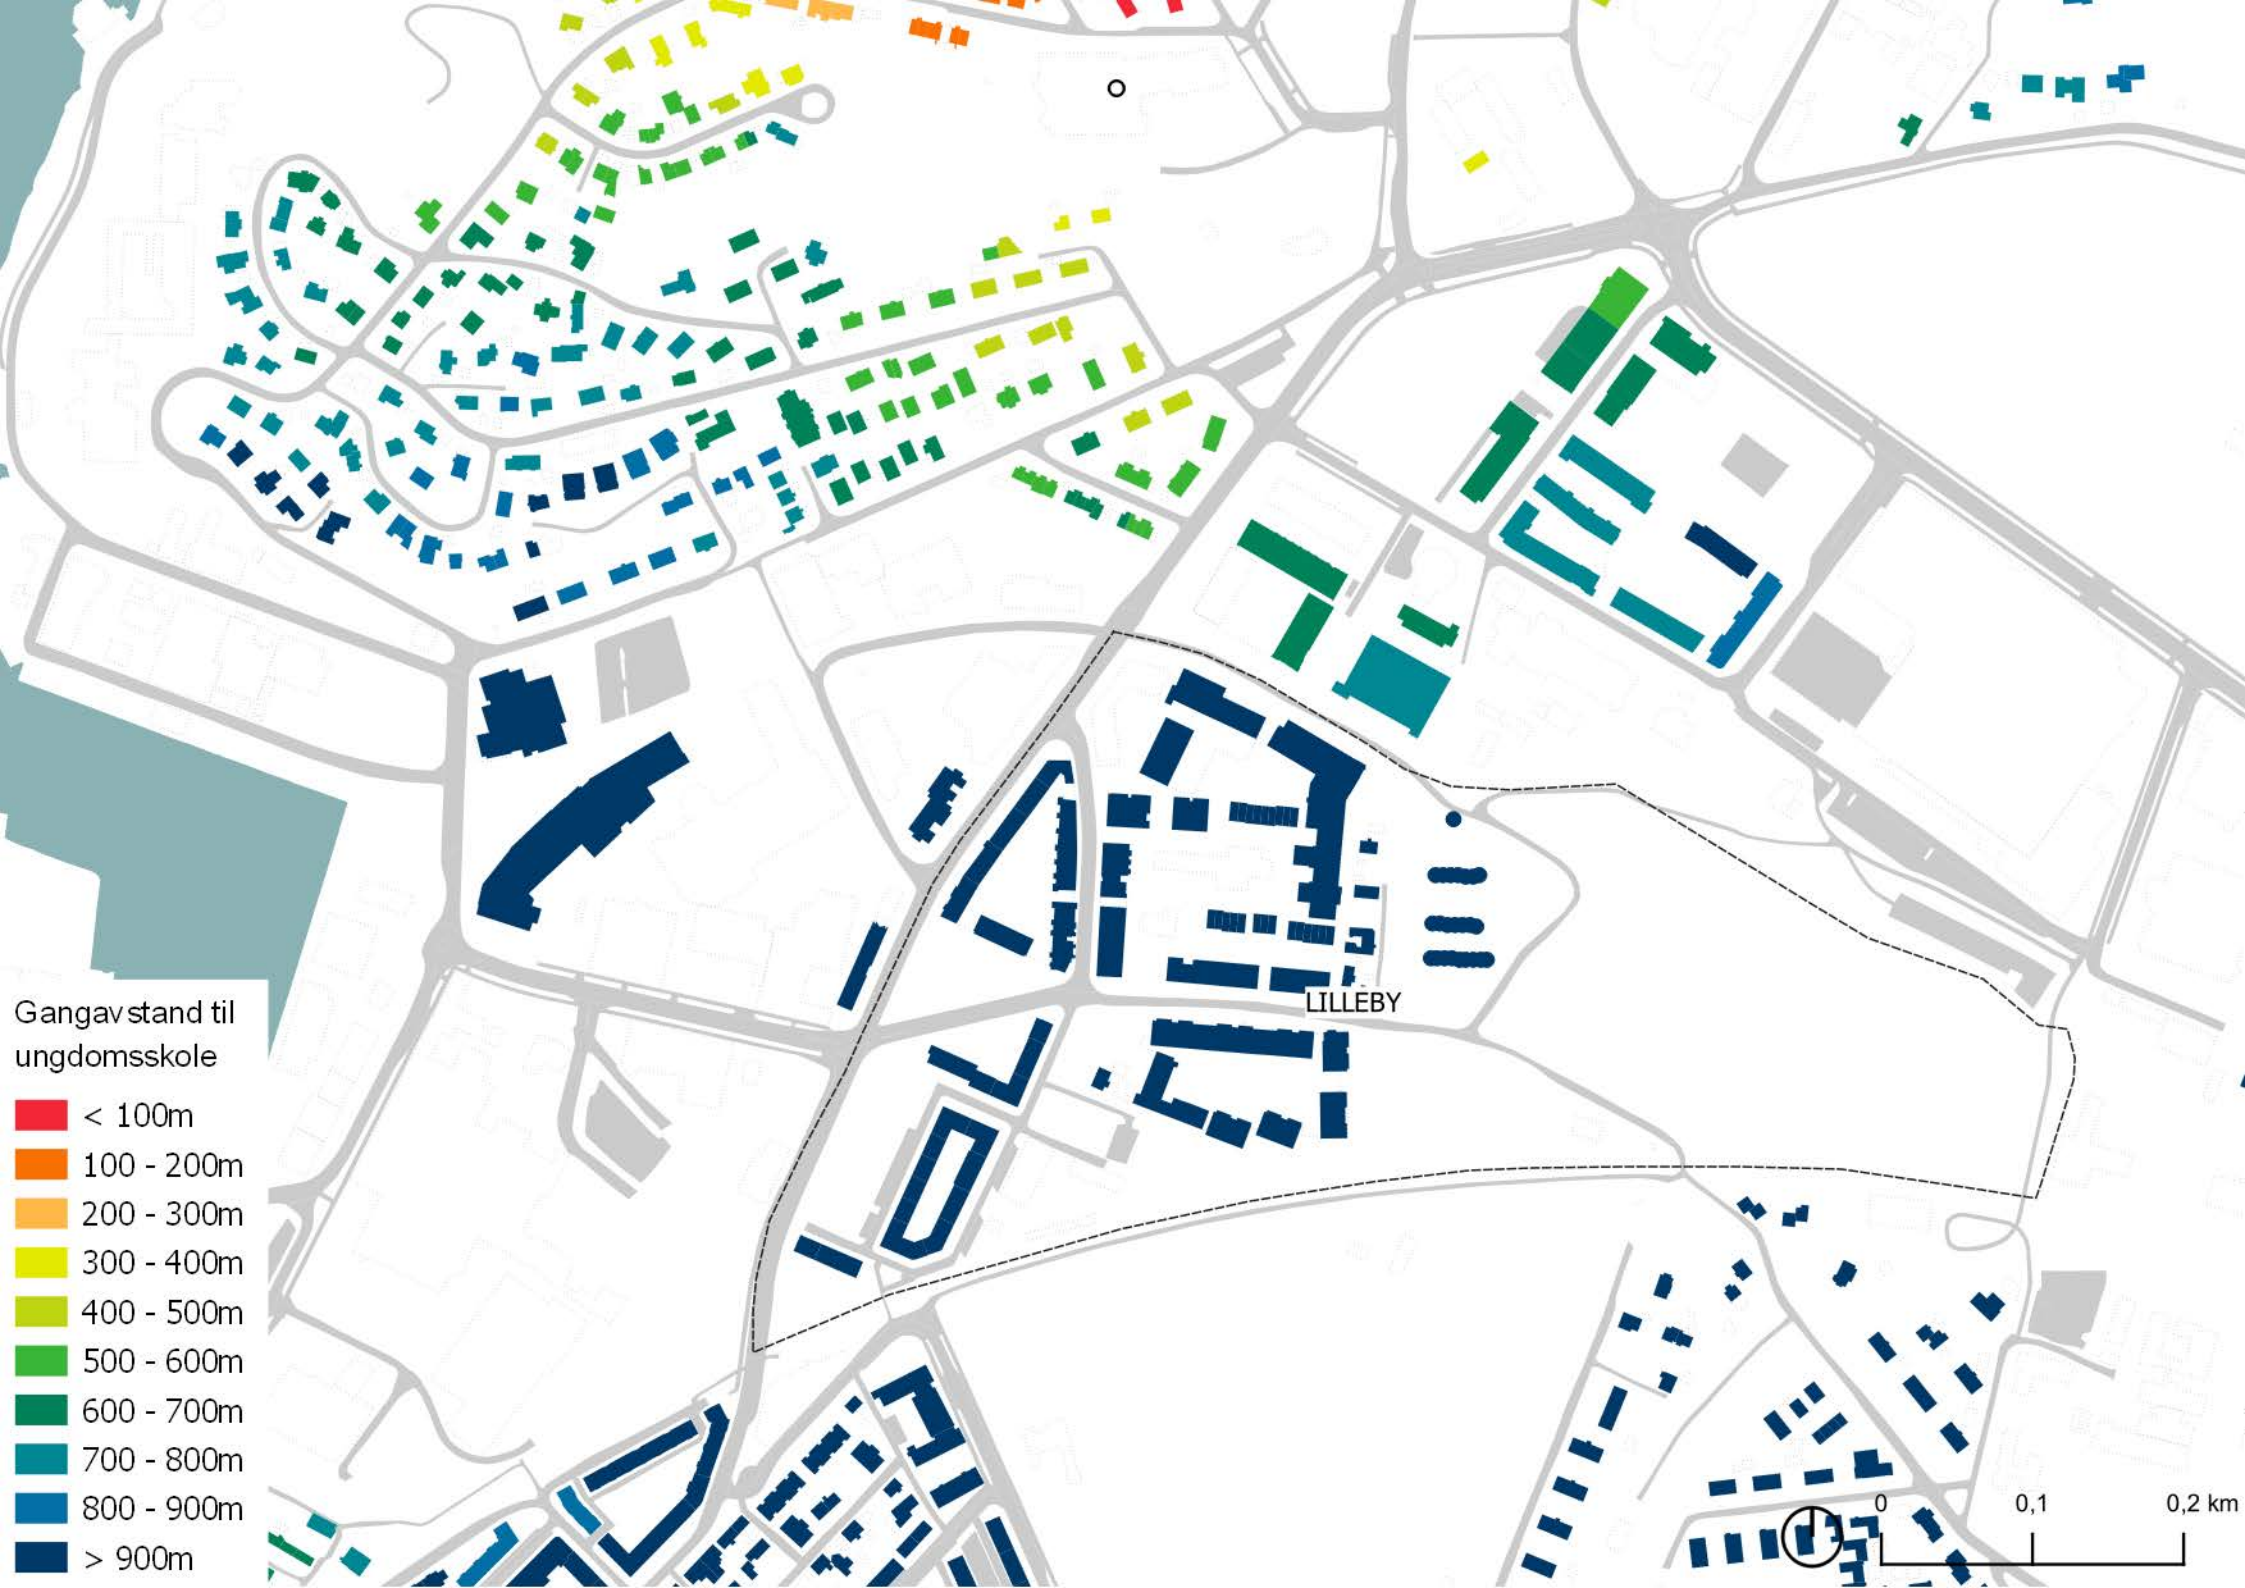 LILLEBY
Gangavstand til
ungdomsskole
< 100m
100 - 200m
200 - 300m
300 - 400m
400 - 500m
500 - 600m
600 - 700m
700 - 800m
800 - 900m
> 900m
0 0,1 0,2 km